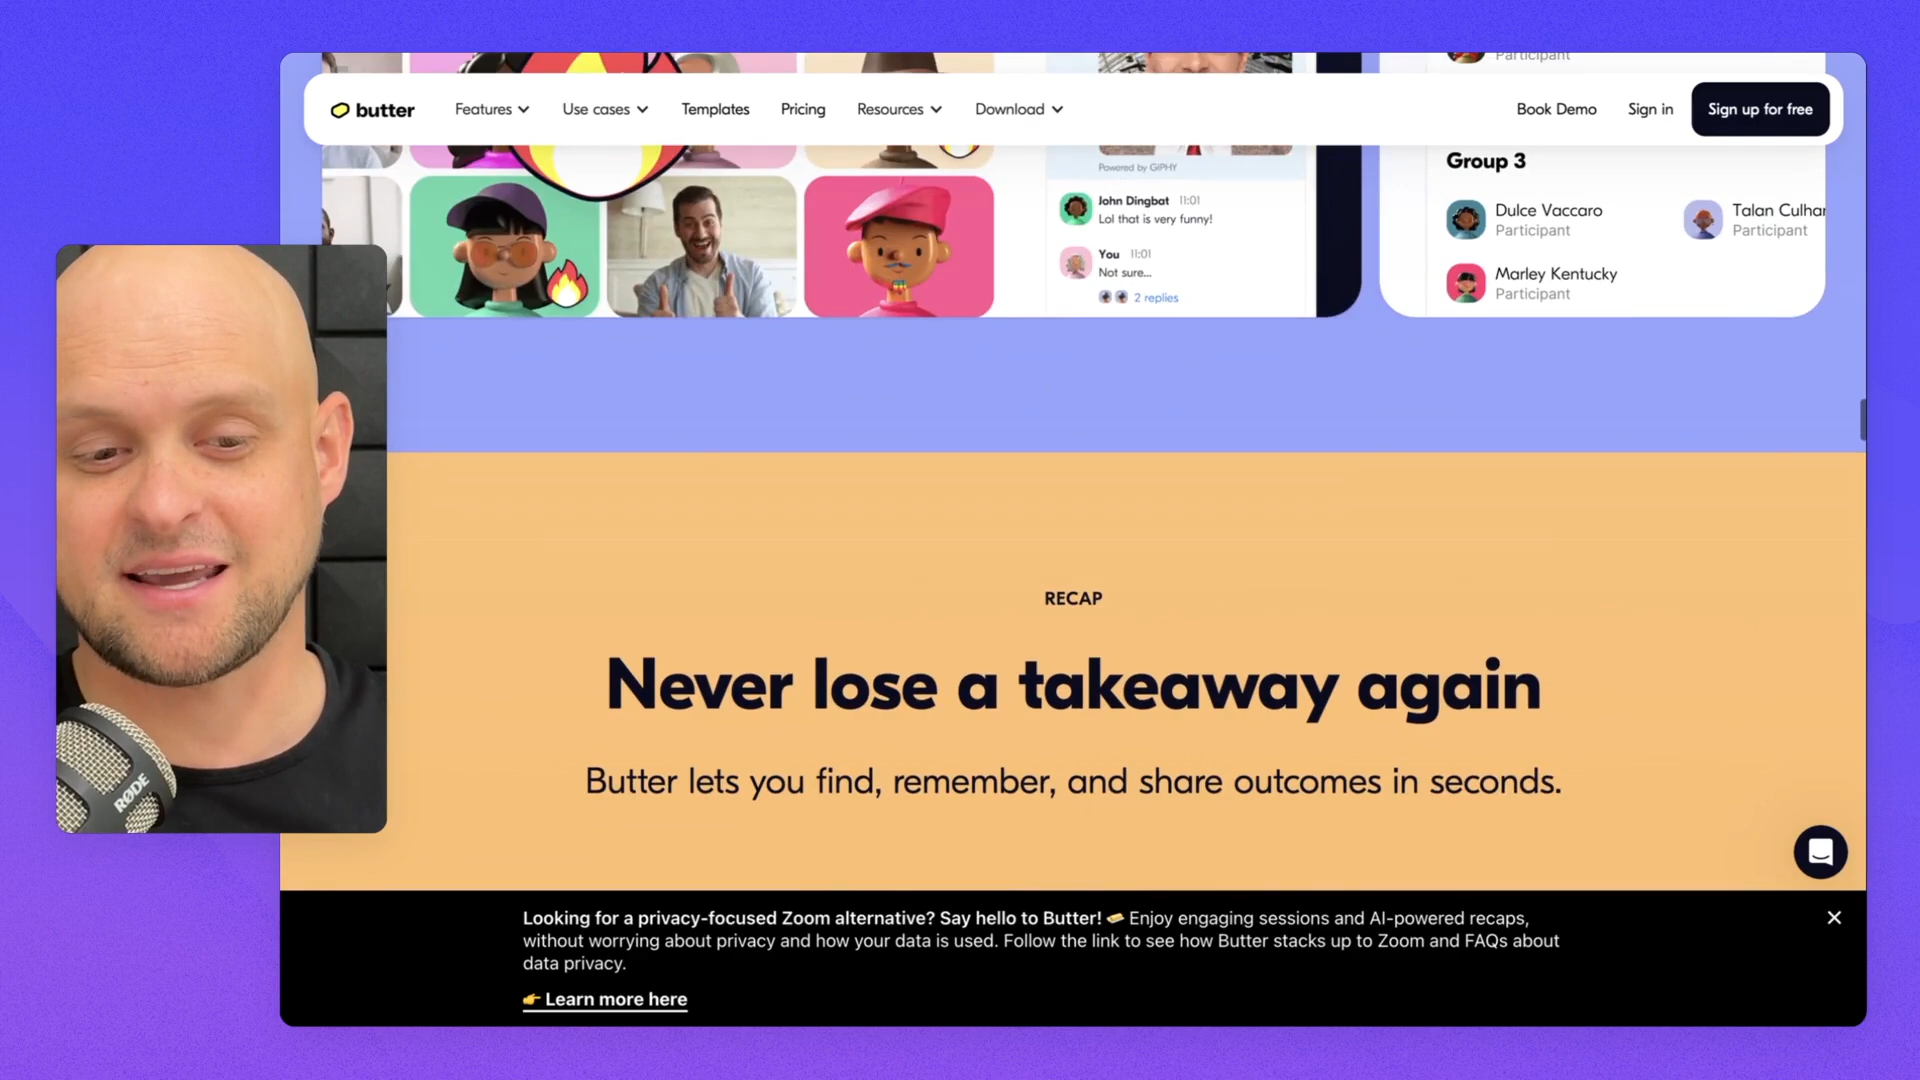 Participant
butter
Features
Use cases
Templates
Pricing
Resources
Download
Book Demo
Sign in
Sign up for free
Powered by GIPHY
John Dingbat 11:01
Lol that is very funny!
You 11:01
Not sure...
2 replies
Group 3
Dulce Vaccaro
Participant
Talan Culhar
Participant
Marley Kentucky
Participant
RECAP
Never lose a takeaway again
Butter lets you find, remember, and share outcomes in seconds.
RØDE
Looking for a privacy-focused Zoom alternative? Say hello to Butter! Enjoy engaging sessions and AI-powered recaps,
without worrying about privacy and how your data is used. Follow the link to see how Butter stacks up to Zoom and FAQs about
data privacy.
👉 Learn more here